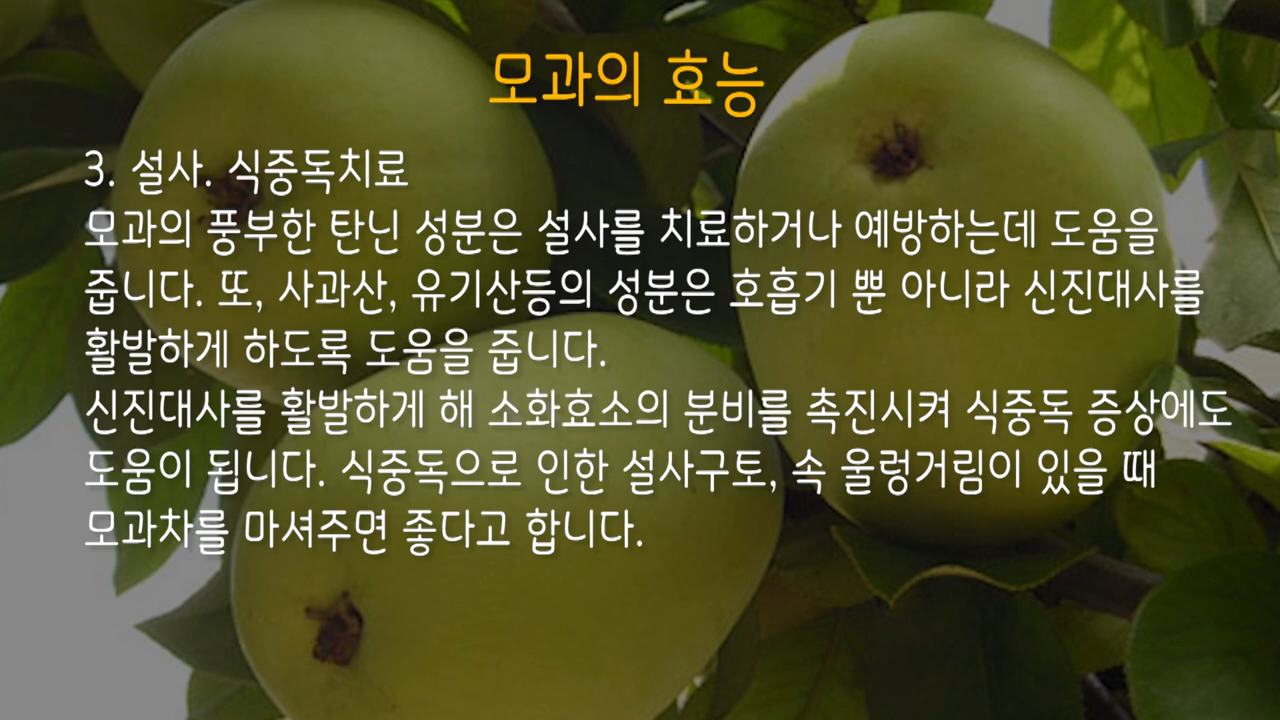 모과의 효능
3. 설사. 식중독치료
모과의 풍부한 탄닌 성분은 설사를 치료하거나 예방하는데 도움을
줍니다. 또, 사과산, 유기산등의 성분은 호흡기 뿐 아니라 신진대사를
활발하게 하도록 도움을 줍니다.
신진대사를 활발하게 해 소화효소의 분비를 촉진시켜 식중독 증상에도
도움이 됩니다. 식중독으로 인한 설사구토, 속 울렁거림이 있을 때
모과차를 마셔주면 좋다고 합니다.